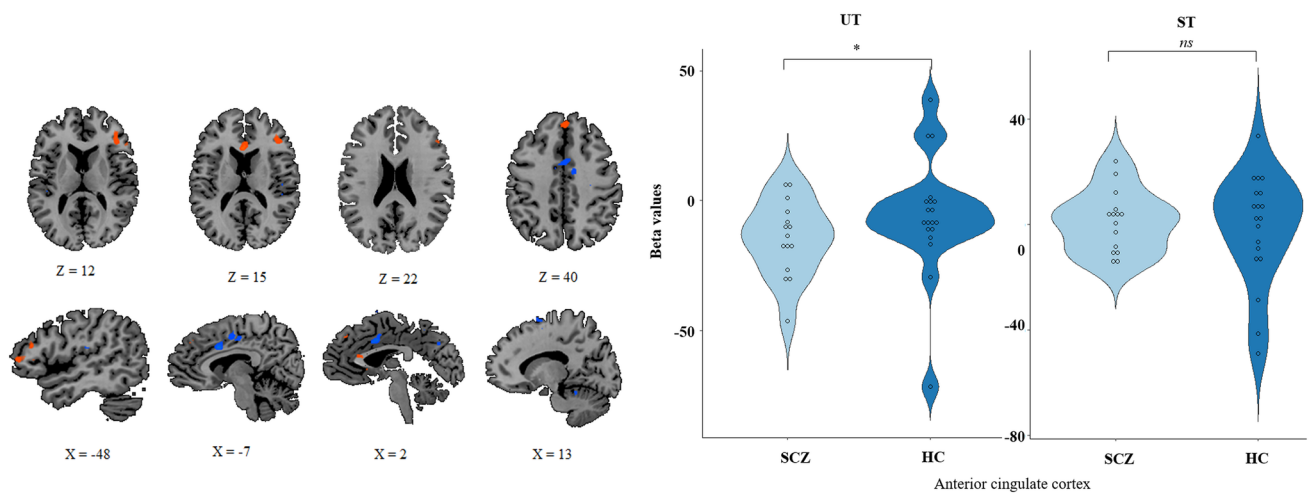 UT
ST
*
ns
50
0
-50
Beta values
40
0
-40
-80
Z = 12
Z = 15
Z = 22
Z = 40
X = -48
X = -7
X = 2
X = 13
SCZ
HC
SCZ
HC
Anterior cingulate cortex